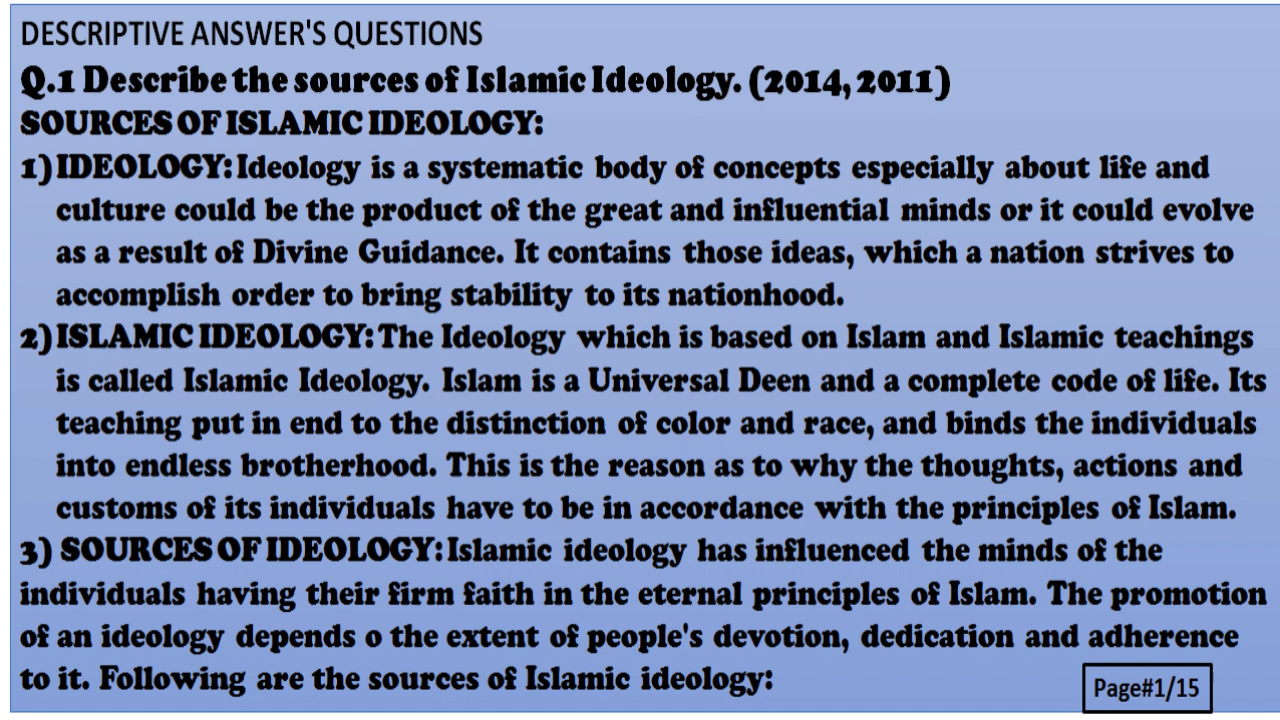 DESCRIPTIVE ANSWER'S QUESTIONS
Q.1 Describe the sources of Islamic Ideology. (2014, 2011)
SOURCES OF ISLAMIC IDEOLOGY:
1) IDEOLOGY: Ideology is a systematic body of concepts especially about life and
culture could be the product of the great and influential minds or it could evolve
as a result of Divine Guidance. It contains those ideas, which a nation strives to
accomplish order to bring stability to its nationhood.
2) ISLAMIC IDEOLOGY: The Ideology which is based on Islam and Islamic teachings
is called Islamic Ideology. Islam is a Universal Deen and a complete code of life. Its
teaching put in end to the distinction of color and race, and binds the individuals
into endless brotherhood. This is the reason as to why the thoughts, actions and
customs of its individuals have to be in accordance with the principles of Islam.
3) SOURCES OF IDEOLOGY: Islamic ideology has influenced the minds of the
individuals having their firm faith in the eternal principles of Islam. The promotion
of an ideology depends o the extent of people's devotion, dedication and adherence
to it. Following are the sources of Islamic ideology:
Page#1/15